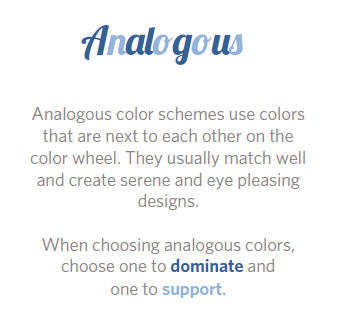 Analogous
Analogous color schemes use colors
that are next to each other on the
color wheel. They usually match well
and create serene and eye pleasing
designs.
When choosing analogous colors,
choose one to dominate and
one to support.